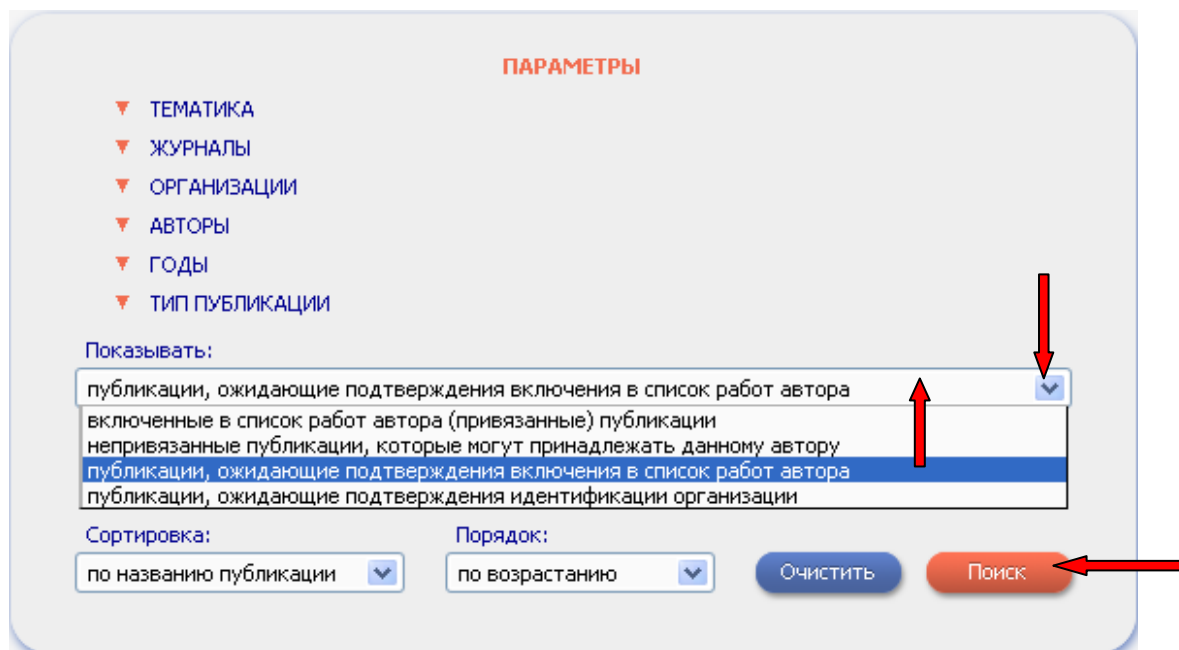 ПАРАМЕТРЫ
ТЕМАТИКА
ЖУРНАЛЫ
ОРГАНИЗАЦИИ
АВТОРЫ
ГОДЫ
ТИП ПУБЛИКАЦИИ
Показывать:
публикации, ожидающие подтверждения включения в список работ автора
включенные в список работ автора (привязанные) публикации
непривязанные публикации, которые могут принадлежать данному автору
публикации, ожидающие подтверждения включения в список работ автора
публикации, ожидающие подтверждения идентификации организации
Сортировка: Порядок:
по названию публикации по возрастанию Очистить Поиск